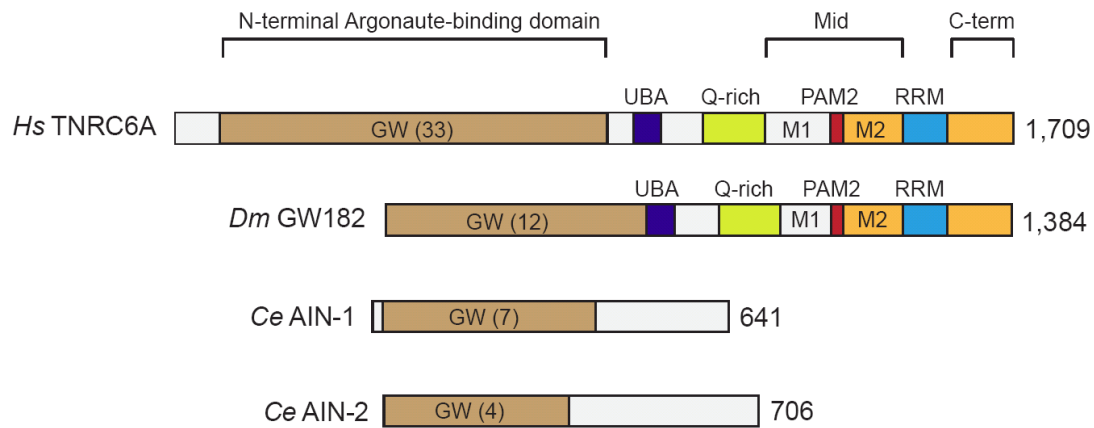 N-terminal Argonaute-binding domain Mid C-term
UBA Q-rich PAM2 RRM
Hs TNRC6A GW (33) M1 M2 1,709
UBA Q-rich PAM2 RRM
Dm GW182 GW (12) M1 M2 1,384
Ce AIN-1 GW (7) 641
Ce AIN-2 GW (4) 706